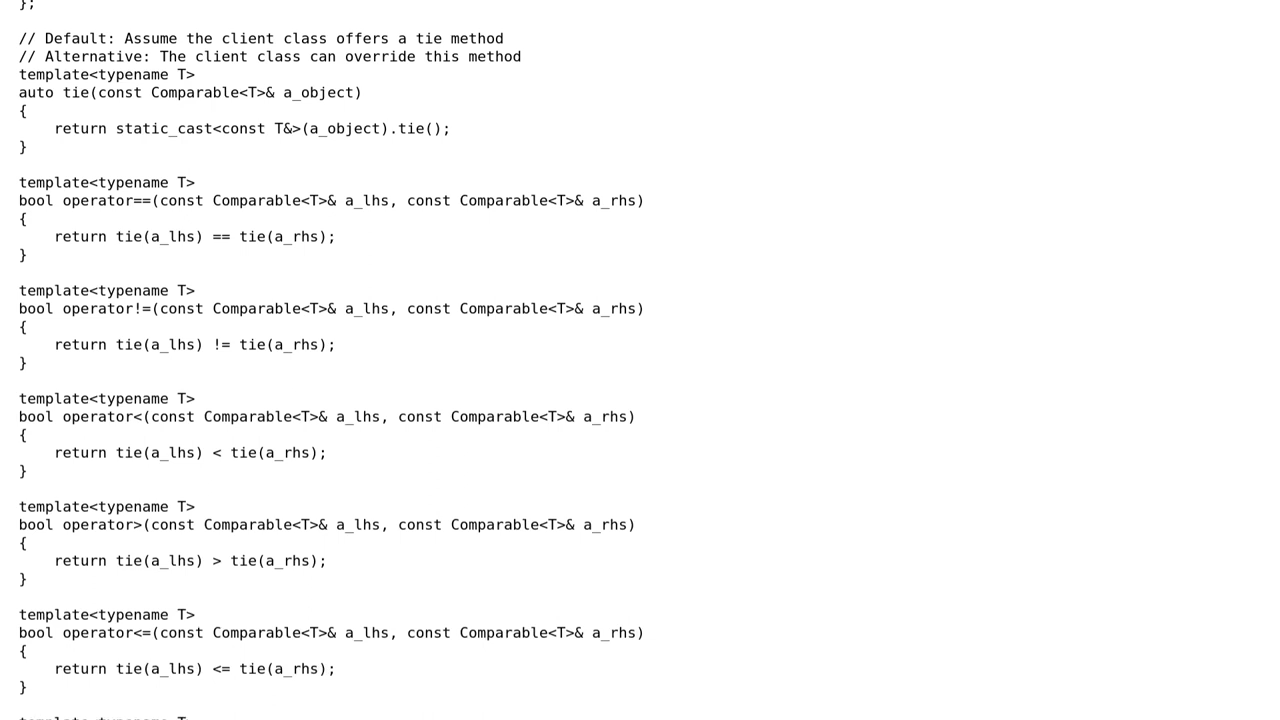 };
// Default: Assume the client class offers a tie method
// Alternative: The client class can override this method
template<typename T>
auto tie(const Comparable<T>& a_object)
{
    return static_cast<const T&>(a_object).tie();
}
template<typename T>
bool operator==(const Comparable<T>& a_lhs, const Comparable<T>& a_rhs)
{
    return tie(a_lhs) == tie(a_rhs);
}
template<typename T>
bool operator!=(const Comparable<T>& a_lhs, const Comparable<T>& a_rhs)
{
    return tie(a_lhs) != tie(a_rhs);
}
template<typename T>
bool operator<(const Comparable<T>& a_lhs, const Comparable<T>& a_rhs)
{
    return tie(a_lhs) < tie(a_rhs);
}
template<typename T>
bool operator>(const Comparable<T>& a_lhs, const Comparable<T>& a_rhs)
{
    return tie(a_lhs) > tie(a_rhs);
}
template<typename T>
bool operator<=(const Comparable<T>& a_lhs, const Comparable<T>& a_rhs)
{
    return tie(a_lhs) <= tie(a_rhs);
}